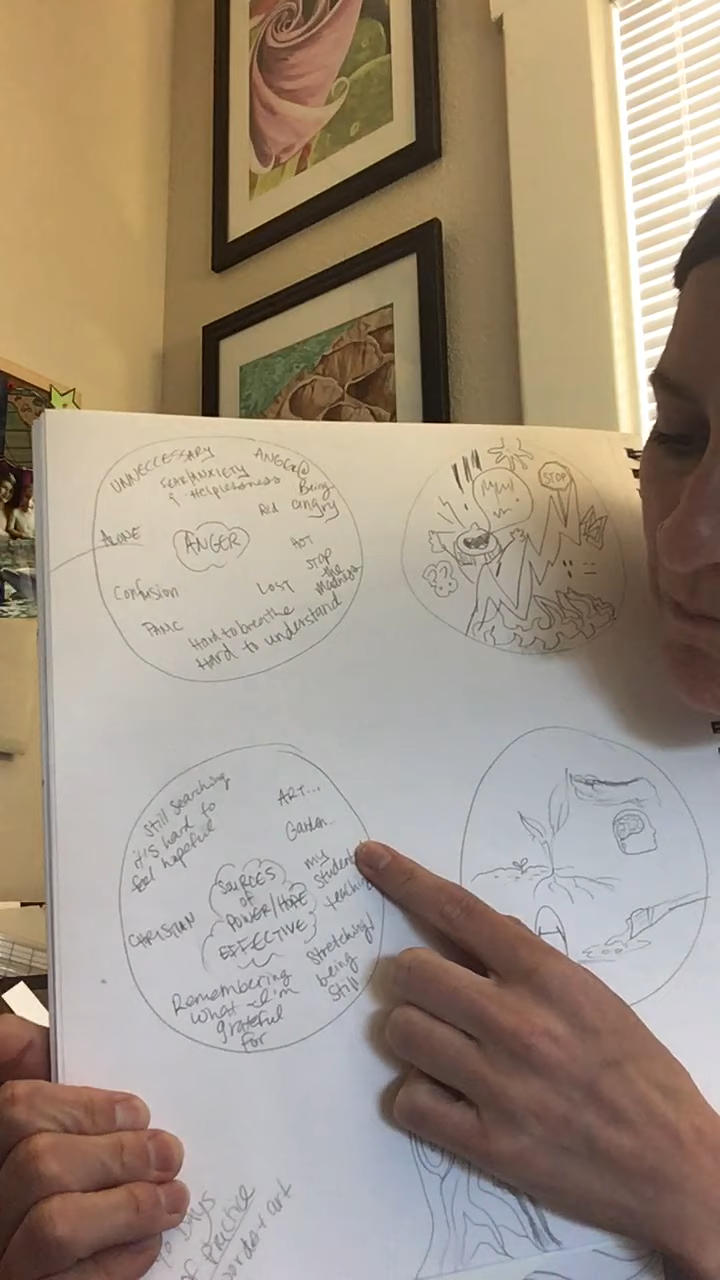 UNNECCESSARY
FEAR/ANXIETY
& Helplessness
ANGER@
Being
angry
RED
ALONE
ANGER
HOT
STOP
the
madness
Confusion
LOST
PANIC
Hard to breathe
Hard to understand
!!!
STOP
??
Still searching
it's hard to
feel hopeful
ART...
Garden..
my
students
teaching
SOURCES
of
POWER/HOPE
EFFECTIVE
CHRISTIAN
Stretching/
being
still
Remembering
what I'm
grateful
for
Days
of Practice
art